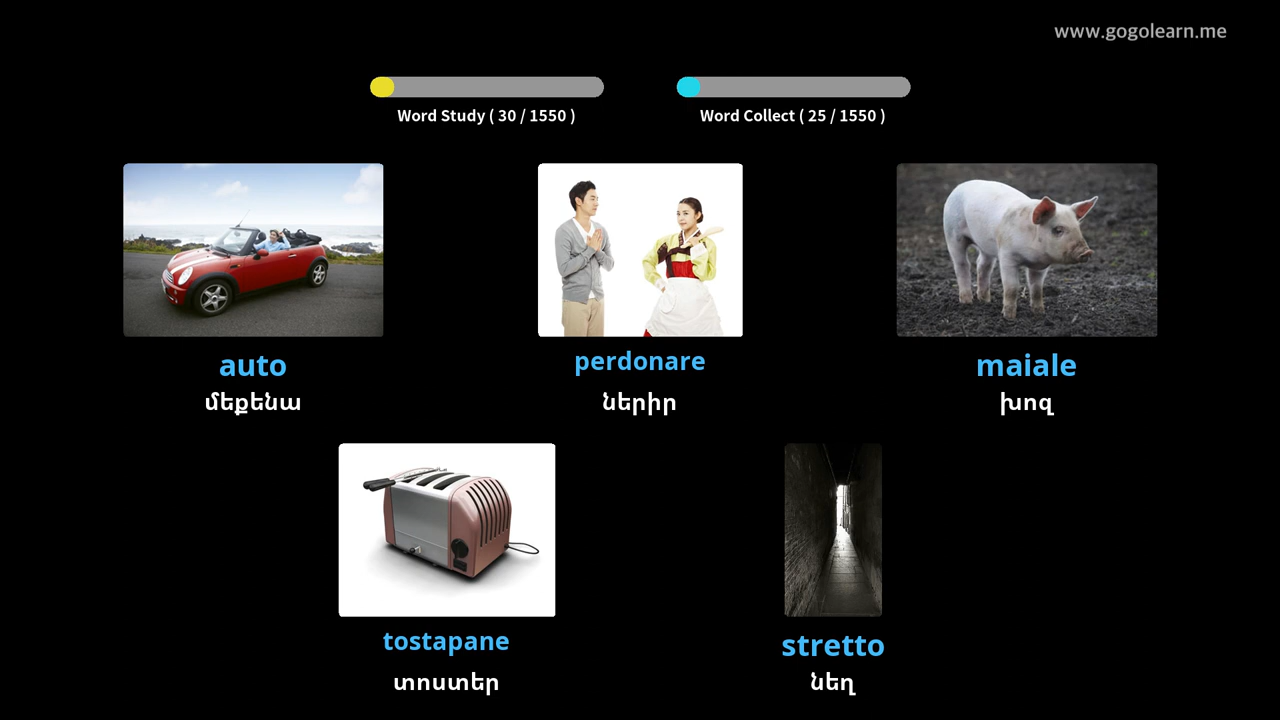 www.gogolearn.me
Word Study ( 30 / 1550 )
Word Collect ( 25 / 1550 )
auto
մեքենա
perdonare
ներիր
maiale
խոզ
tostapane
տոստեր
stretto
նեղ